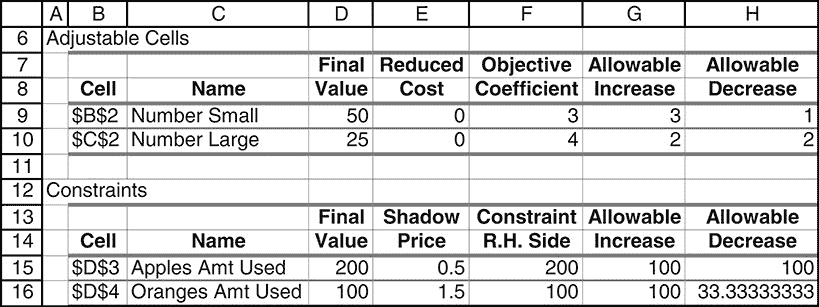 A B C D E F G H
6 Adjustable Cells
7 Final Reduced Objective Allowable Allowable
8 Cell Name Value Cost Coefficient Increase Decrease
9 $B$2 Number Small 50 0 3 3 1
10 $C$2 Number Large 25 0 4 2 2
11
12 Constraints
13 Final Shadow Constraint Allowable Allowable
14 Cell Name Value Price R.H. Side Increase Decrease
15 $D$3 Apples Amt Used 200 0.5 200 100 100
16 $D$4 Oranges Amt Used 100 1.5 100 100 33.33333333